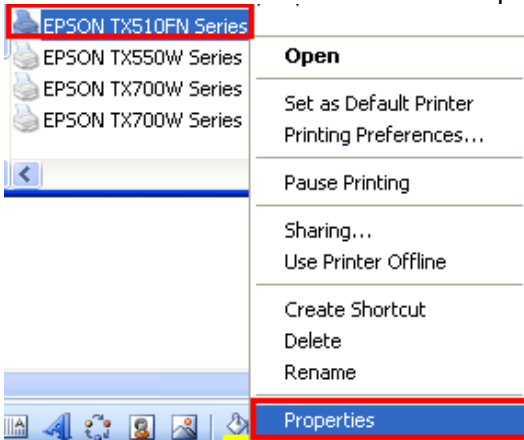 EPSON TX510FN Series
EPSON TX550W Series
EPSON TX700W Series
EPSON TX700W Series
Open
Set as Default Printer
Printing Preferences...
Pause Printing
Sharing...
Use Printer Offline
Create Shortcut
Delete
Rename
Properties